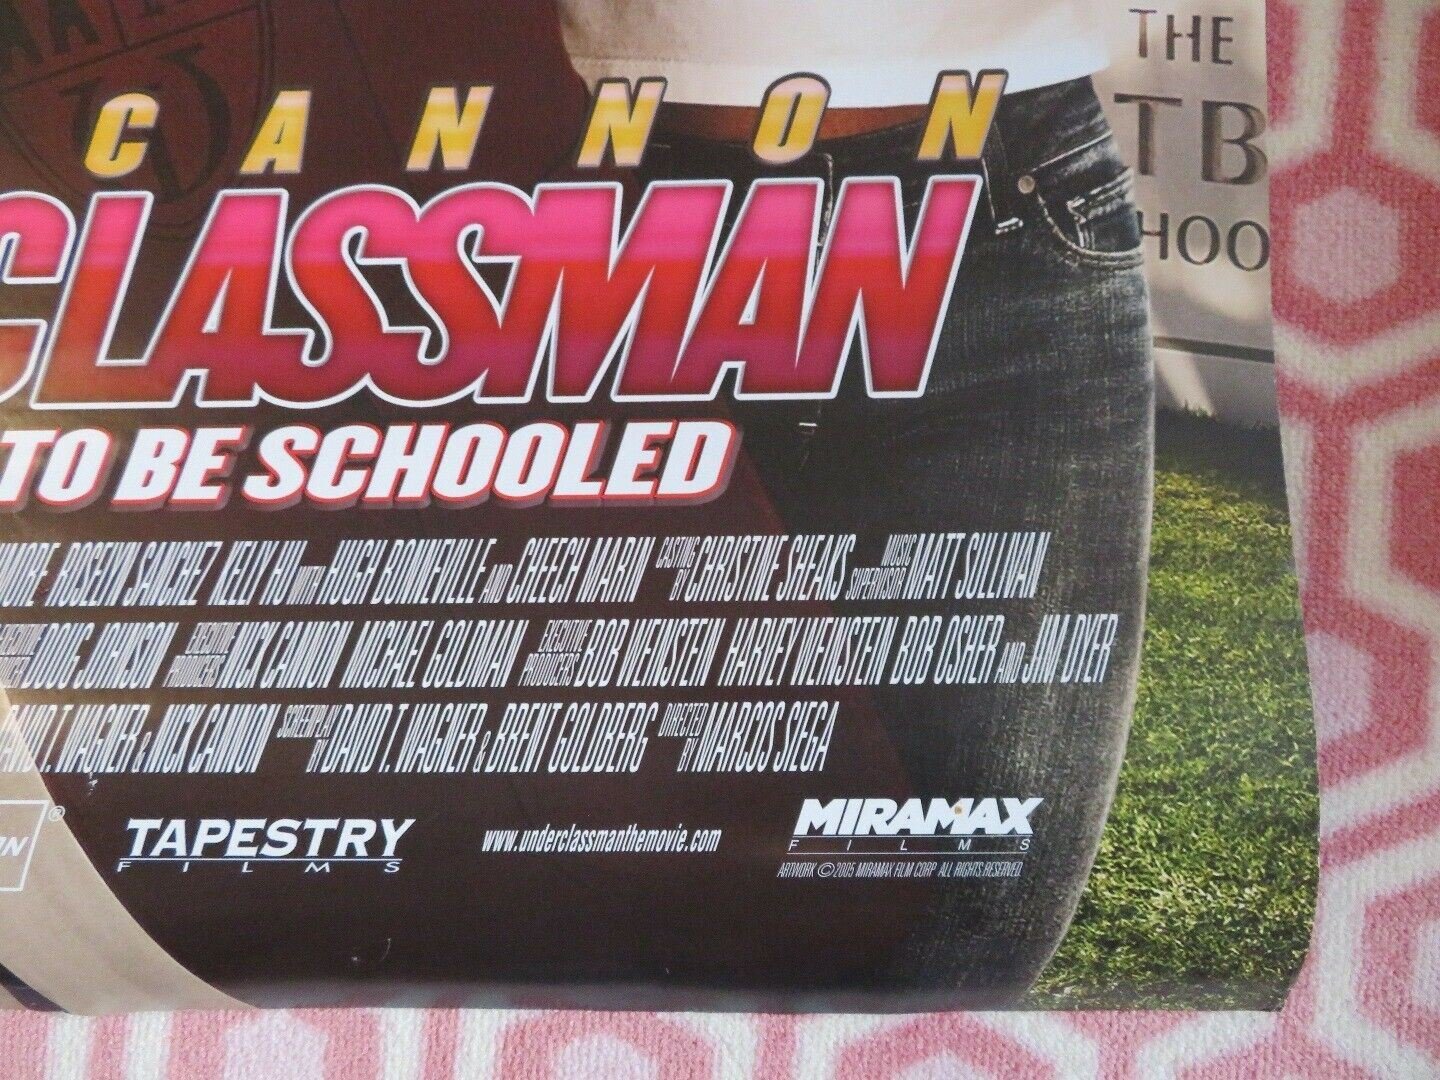 THE
CANNON
TB
CLASSMAN
HOO
TO BE SCHOOLED
MORE ROSELYN SANCHEZ KELLY HU WITH HUGH BONNEVILLE AND CHEECH MARIN CASTING BY CHRISTINE SHEAKS MUSIC SUPERVISOR MATT SULLIVAN
DOUG JOHNSON EXECUTIVE PRODUCERS NICK CANNON MICHAEL GOLDMAN EXECUTIVE PRODUCERS BOB WEINSTEIN HARVEY WEINSTEIN BOB OSHER AND JIM DYER
DAVID T. WAGNER & NICK CANNON SCREENPLAY BY DAVID T. WAGNER & BRENT GOLDBERG DIRECTED BY MARCOS SIEGA
ON ®
TAPESTRY
FILMS
www.underclassmanthemovie.com
MIRAMAX
FILMS
ARTWORK © 2005 MIRAMAX FILM CORP ALL RIGHTS RESERVED.